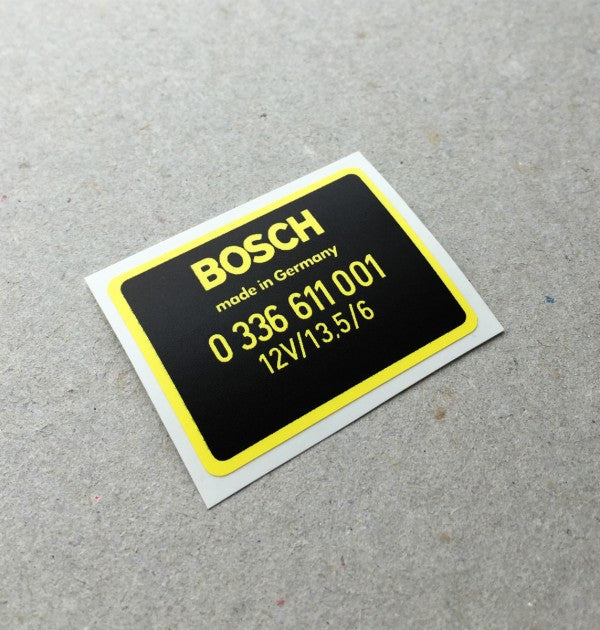 BOSCH
made in Germany
0 336 611 001
12V/13.5/6